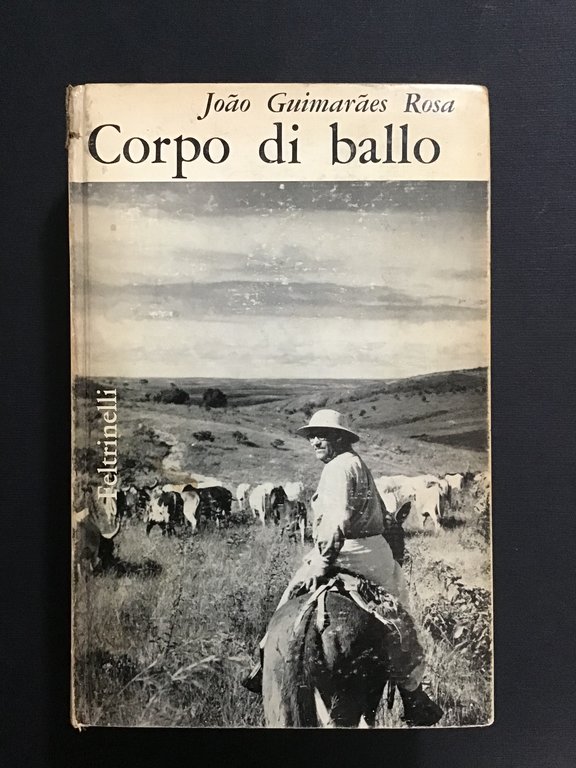 João Guimarães Rosa
Corpo di ballo
Feltrinelli